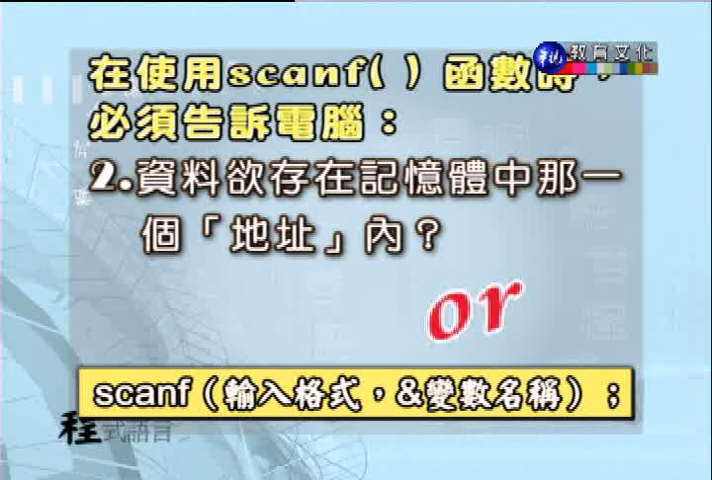 教育文化
在使用scanf( ) 函數時，
必須告訴電腦：
2.資料欲存在記憶體中那一
個「地址」內？
or
scanf（輸入格式，&變數名稱）；
程式語言